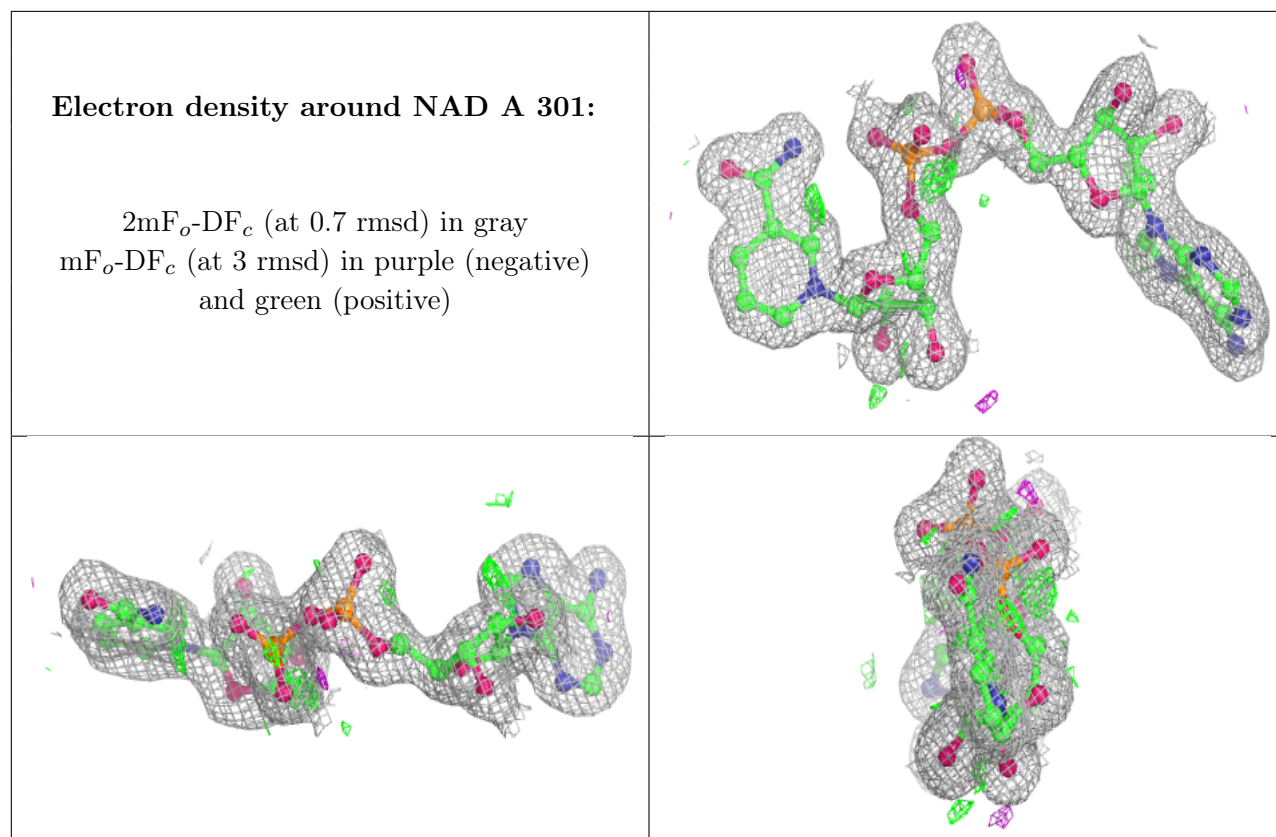 Electron density around NAD A 301:
2mFo-DFc (at 0.7 rmsd) in gray
mFo-DFc (at 3 rmsd) in purple (negative)
and green (positive)